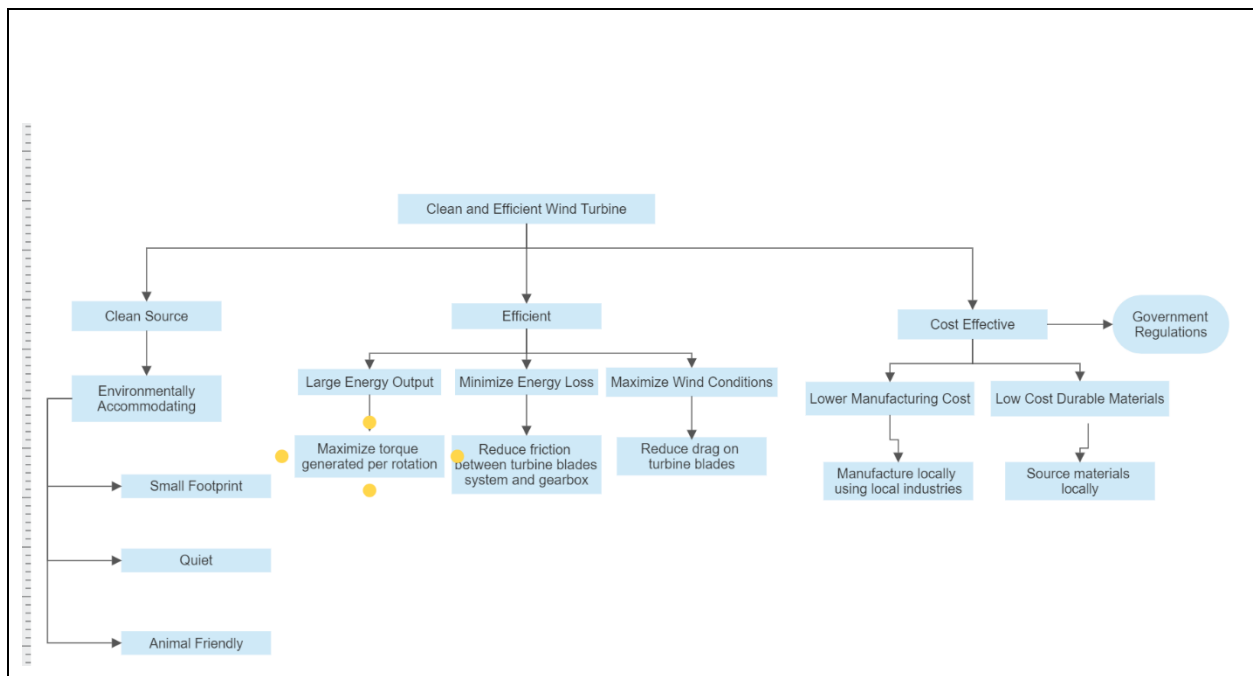 Clean and Efficient Wind Turbine
Clean Source
Efficient
Cost Effective
Government
Regulations
Environmentally
Accommodating
Large Energy Output
Minimize Energy Loss
Maximize Wind Conditions
Lower Manufacturing Cost
Low Cost Durable Materials
Maximize torque
generated per rotation
Reduce friction
between turbine blades
system and gearbox
Reduce drag on
turbine blades
Manufacture locally
using local industries
Source materials
locally
Small Footprint
Quiet
Animal Friendly